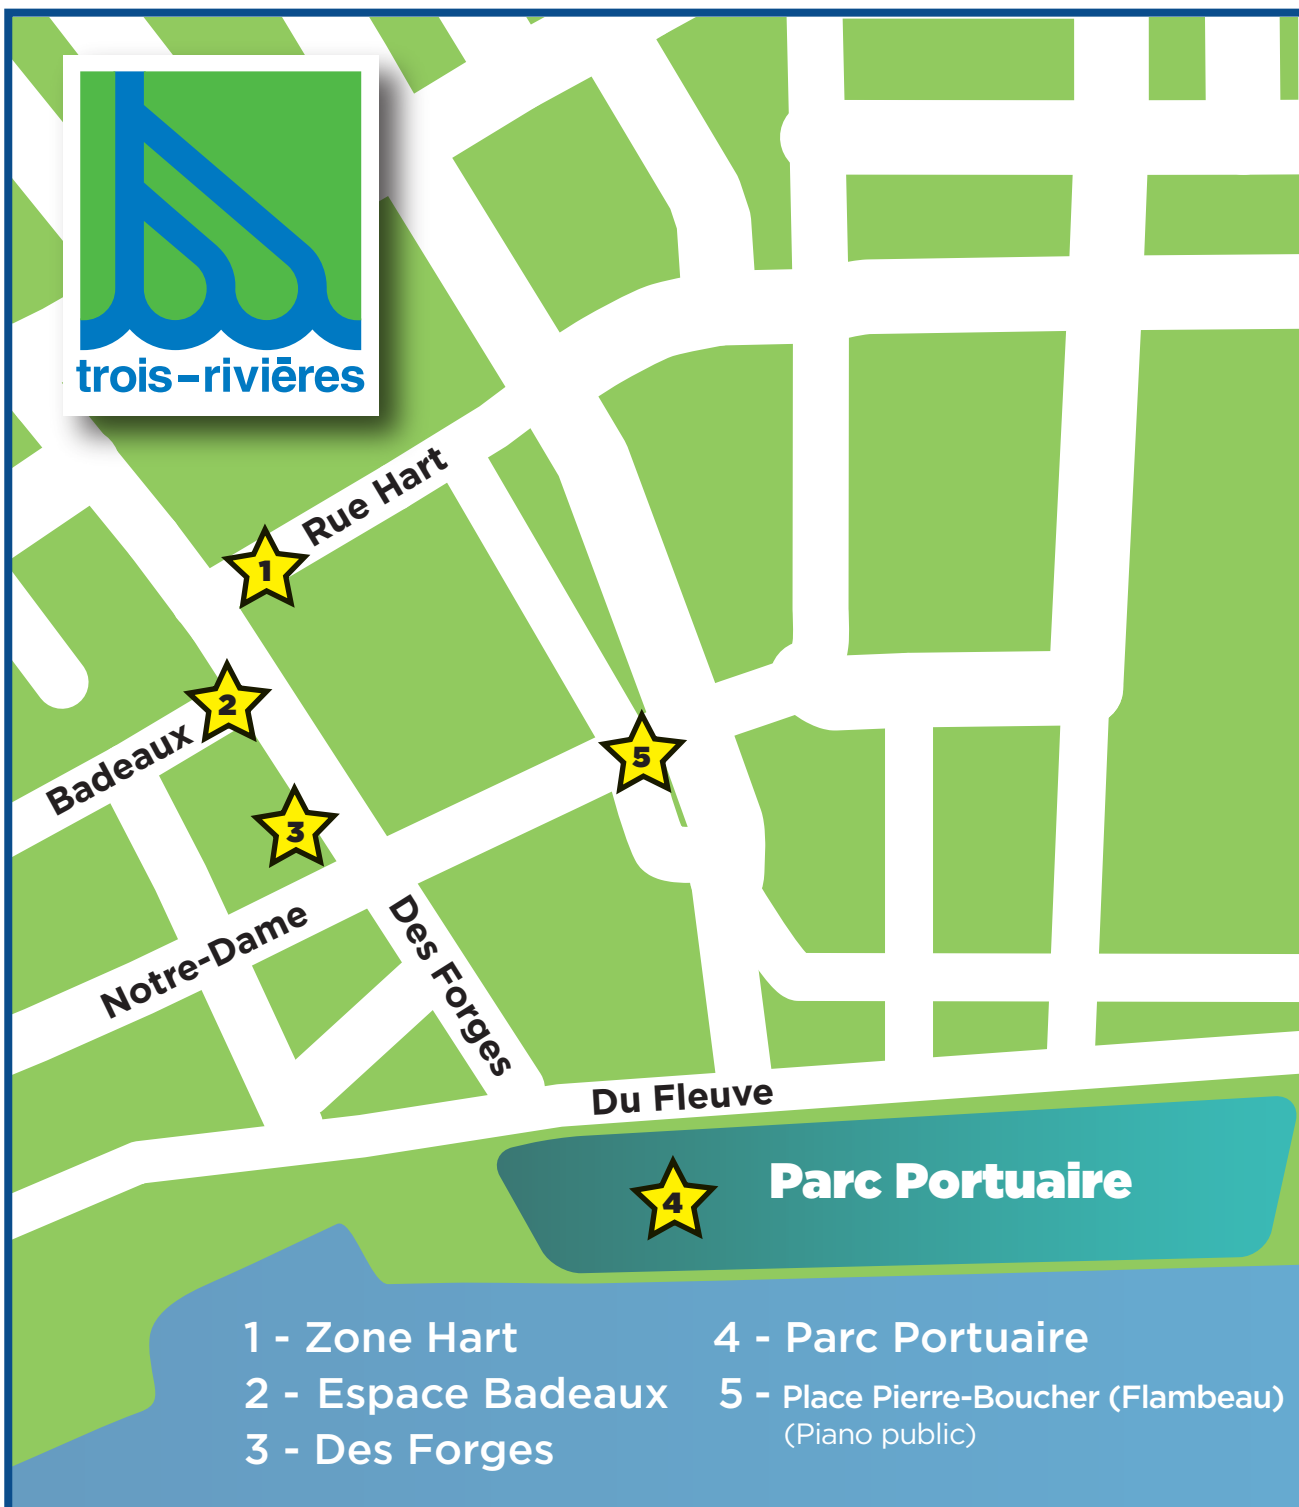 trois-rivières
Rue Hart
1
2
Badeaux
5
3
Des Forges
Notre-Dame
Du Fleuve
4
Parc Portuaire
1 - Zone Hart
2 - Espace Badeaux
3 - Des Forges
4 - Parc Portuaire
5 - Place Pierre-Boucher (Flambeau)
(Piano public)